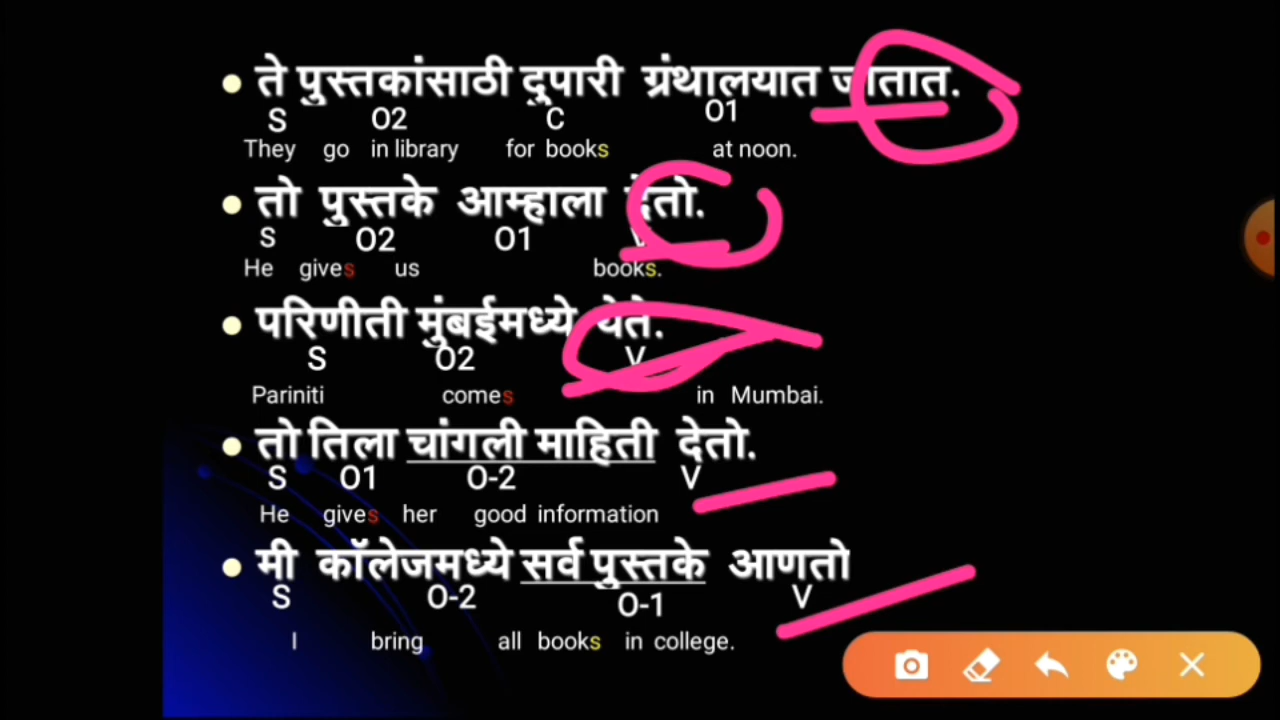 ते पुस्तकांसाठी दुपारी ग्रंथालयात जातात.
S O2 C O1
They go in library for books at noon.
तो पुस्तके आम्हाला देतो.
S O2 O1 V
He gives us books.
परिणीती मुंबईमध्ये येते.
S O2 V
Pariniti comes in Mumbai.
तो तिला चांगली माहिती देतो.
S O1 O-2 V
He gives her good information
मी कॉलेजमध्ये सर्व पुस्तके आणतो
S O-2 O-1 V
I bring all books in college.